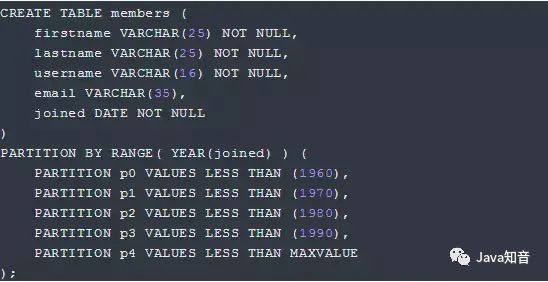 CREATE TABLE members (
    firstname VARCHAR(25) NOT NULL,
    lastname VARCHAR(25) NOT NULL,
    username VARCHAR(16) NOT NULL,
    email VARCHAR(35),
    joined DATE NOT NULL
)
PARTITION BY RANGE( YEAR(joined) ) (
    PARTITION p0 VALUES LESS THAN (1960),
    PARTITION p1 VALUES LESS THAN (1970),
    PARTITION p2 VALUES LESS THAN (1980),
    PARTITION p3 VALUES LESS THAN (1990),
    PARTITION p4 VALUES LESS THAN MAXVALUE
);
Java知音